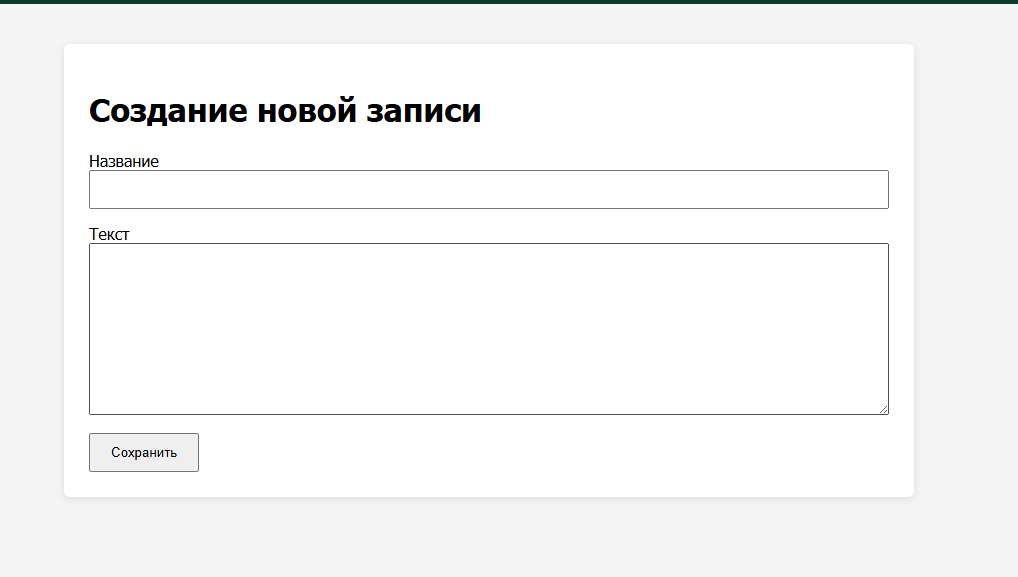 Создание новой записи
Название
Текст
Сохранить